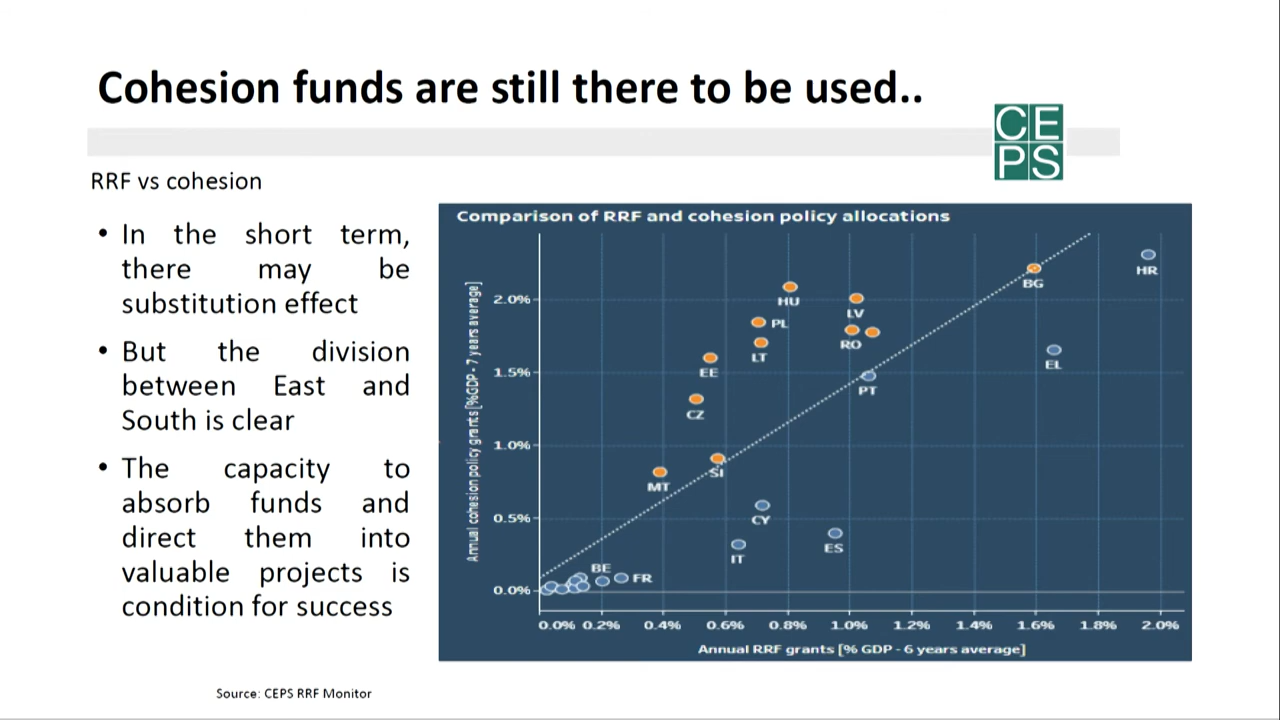 Cohesion funds are still there to be used..
CE
PS
RRF vs cohesion
• In the short term,
there may be
substitution effect
• But the division
between East and
South is clear
• The capacity to
absorb funds and
direct them into
valuable projects is
condition for success
Comparison of RRF and cohesion policy allocations
Annual cohesion policy grants [%GDP - 7 years average]
2.0%
1.5%
1.0%
0.5%
0.0%
HR
BG
HU
LV
PL
RO
LT
EL
EE
PT
CZ
SI
MT
CY
ES
IT
BE
FR
0.0% 0.2% 0.4% 0.6% 0.8% 1.0% 1.2% 1.4% 1.6% 1.8% 2.0%
Annual RRF grants [% GDP - 6 years average]
Source: CEPS RRF Monitor